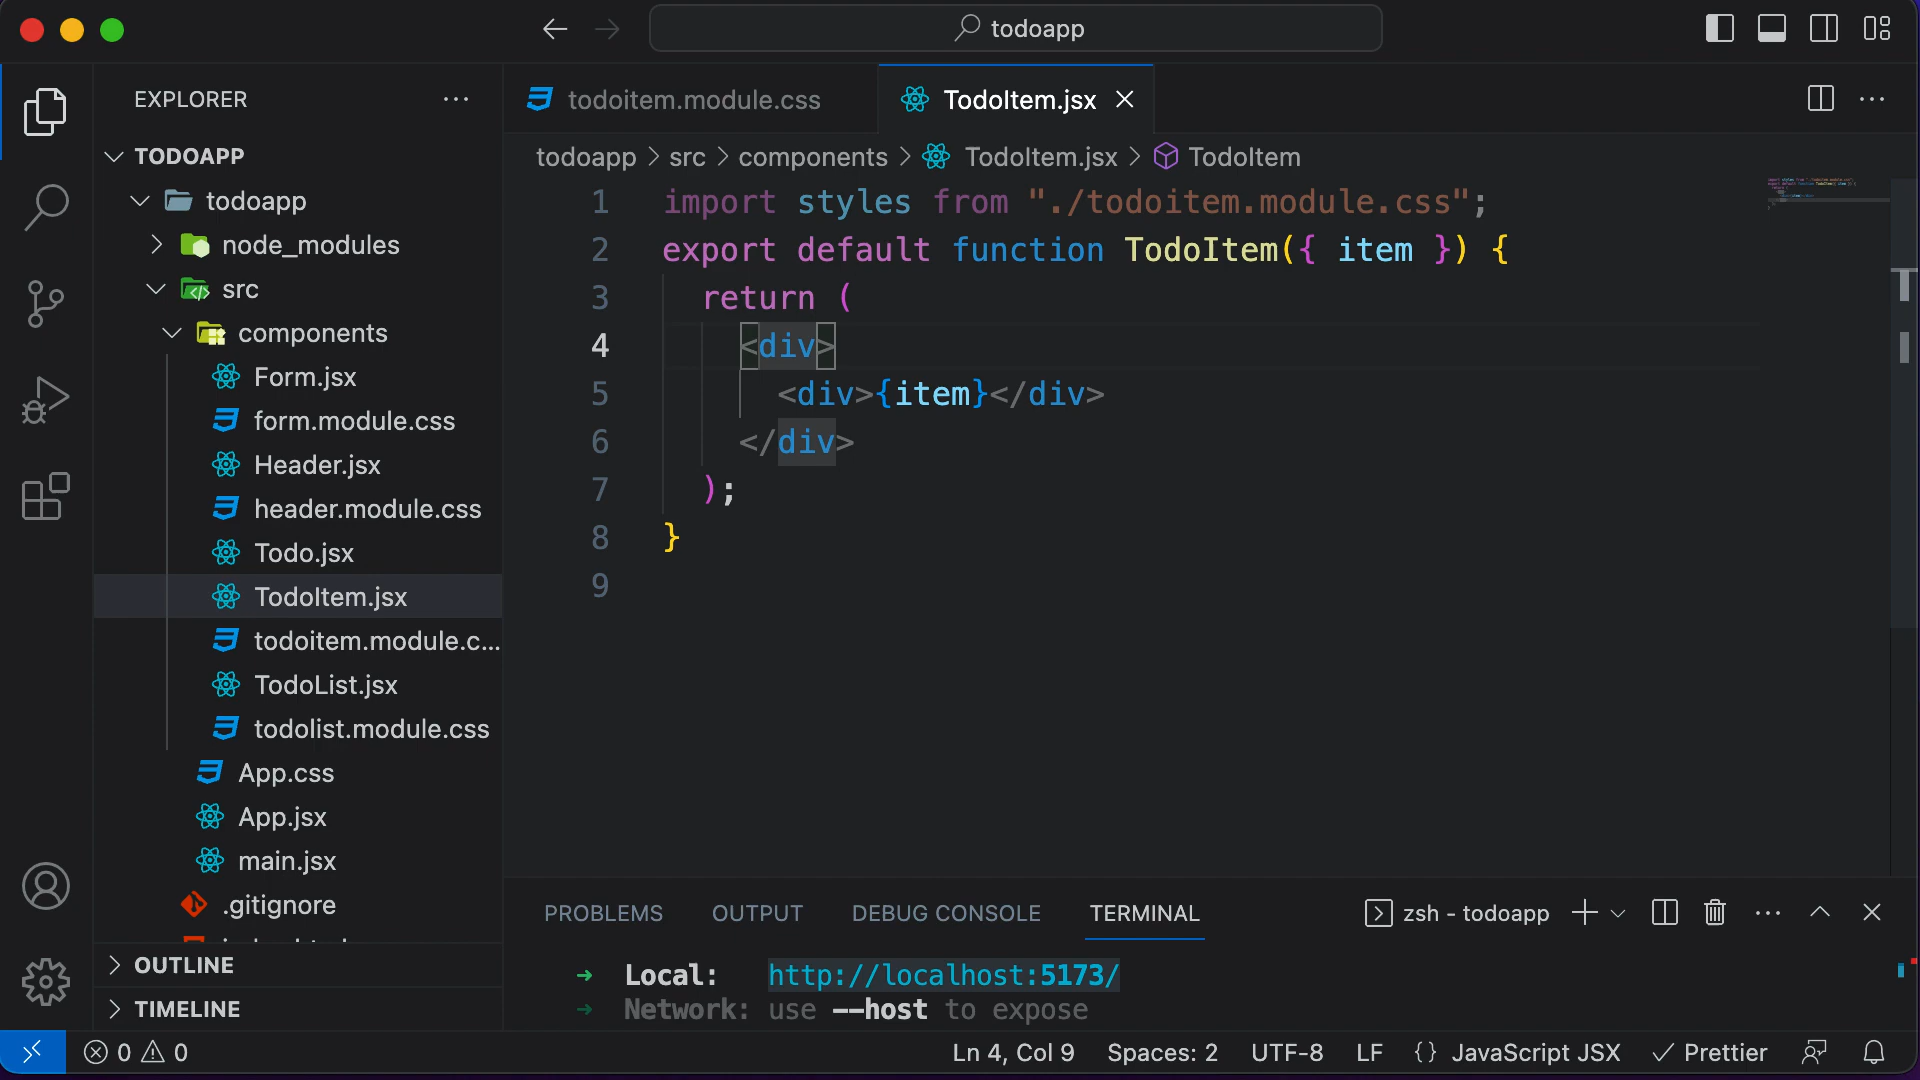 todoapp
EXPLORER
TODOAPP
todoapp
node_modules
src
components
Form.jsx
form.module.css
Header.jsx
header.module.css
Todo.jsx
TodoItem.jsx
todoitem.module.c...
TodoList.jsx
todolist.module.css
App.css
App.jsx
main.jsx
.gitignore
OUTLINE
TIMELINE
todoitem.module.css
TodoItem.jsx
todoapp > src > components > TodoItem.jsx > TodoItem
1 import styles from "./todoitem.module.css";
2 export default function TodoItem({ item }) {
3 return (
4 <div>
5 <div>{item}</div>
6 </div>
7 );
8 }
9
PROBLEMS OUTPUT DEBUG CONSOLE TERMINAL zsh - todoapp
➜ Local: http://localhost:5173/
➜ Network: use --host to expose
0 0 Ln 4, Col 9 Spaces: 2 UTF-8 LF {} JavaScript JSX Prettier